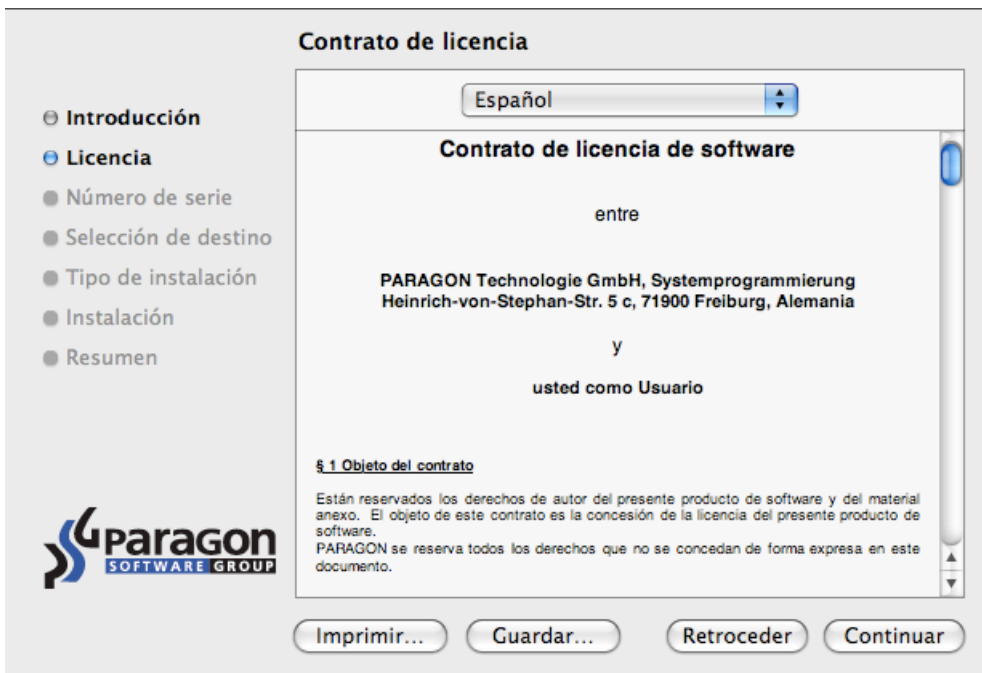 Contrato de licencia
Introducción
Licencia
Número de serie
Selección de destino
Tipo de instalación
Instalación
Resumen
Español
Contrato de licencia de software
entre
PARAGON Technologie GmbH, Systemprogrammierung
Heinrich-von-Stephan-Str. 5 c, 71900 Freiburg, Alemania
y
usted como Usuario
§ 1 Objeto del contrato
Están reservados los derechos de autor del presente producto de software y del material
anexo. El objeto de este contrato es la concesión de la licencia del presente producto de
software.
PARAGON se reserva todos los derechos que no se concedan de forma expresa en este
documento.
paragon
SOFTWARE GROUP
Imprimir...
Guardar...
Retroceder
Continuar